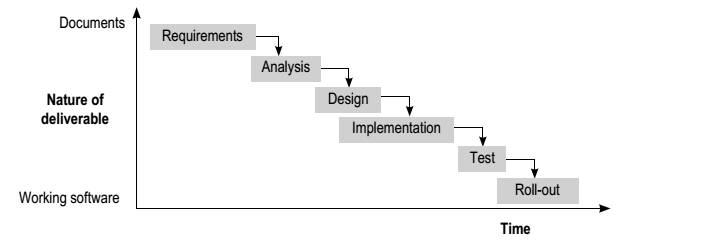 Documents
Requirements
Analysis
Nature of
deliverable
Design
Implementation
Test
Roll-out
Working software
Time